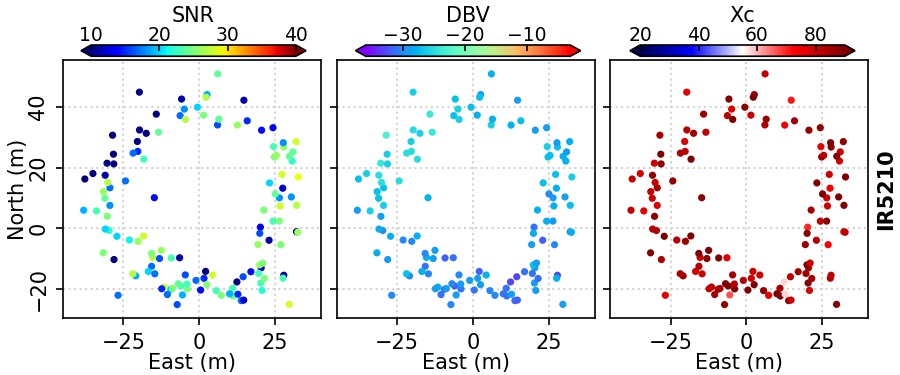 SNR DBV Xc
10 20 30 40 −30 −20 −10 20 40 60 80
40
20
0
−20
North (m)
IR5210
−25 0 25 −25 0 25 −25 0 25
East (m) East (m) East (m)